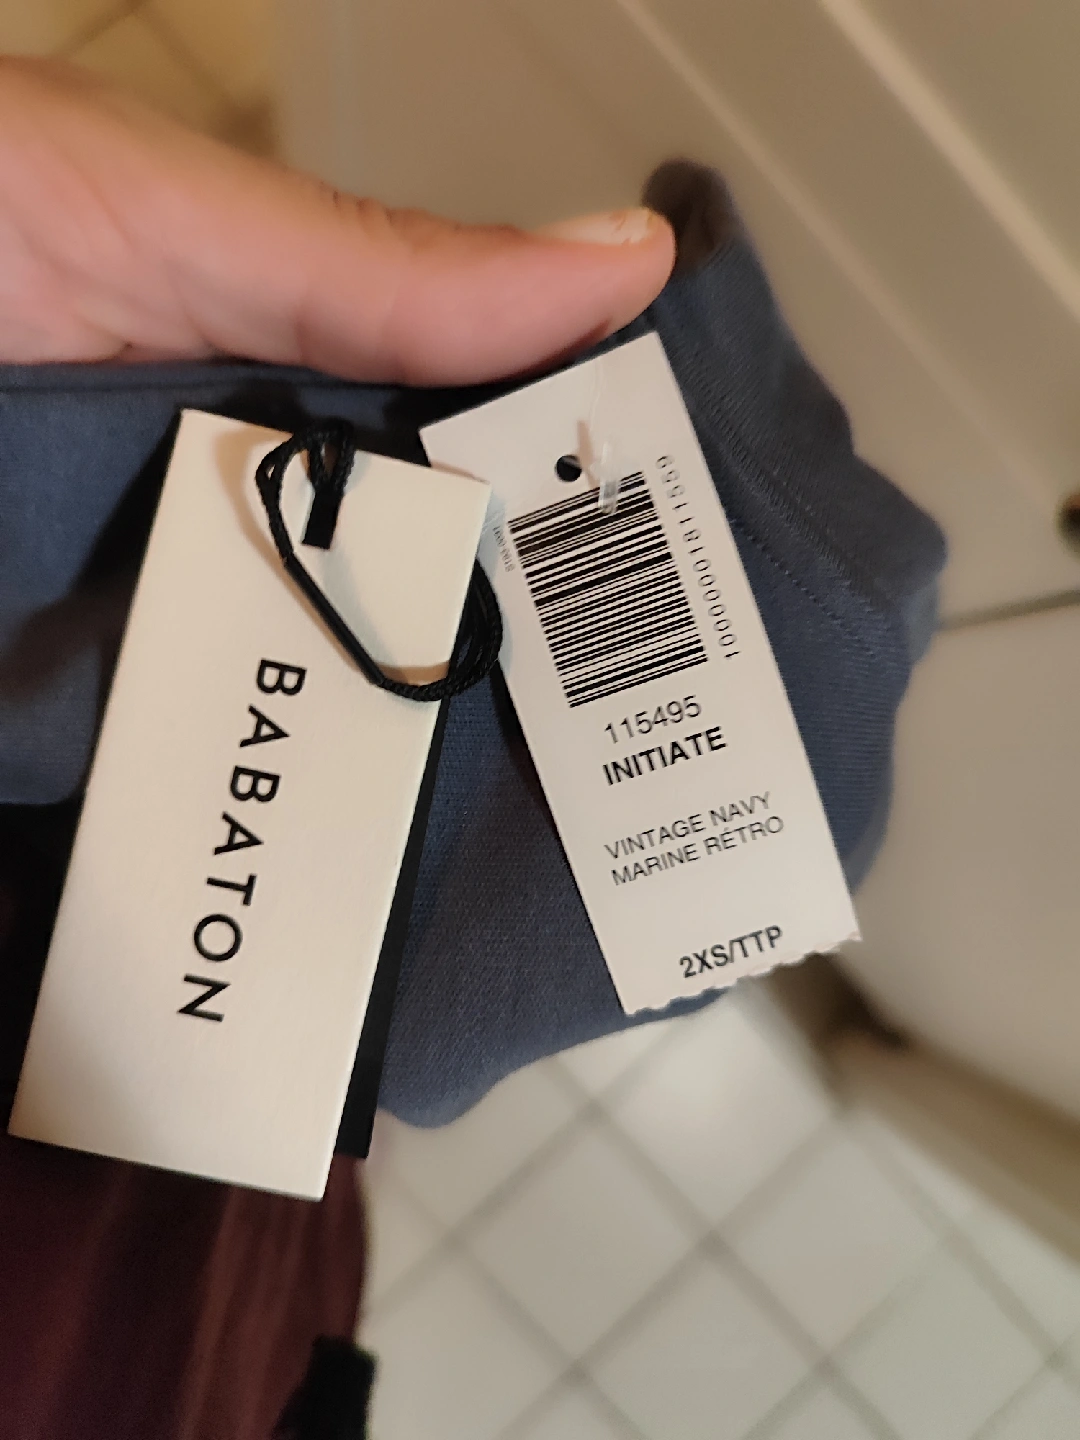 BABATON
1000001811559
115495
INITIATE
VINTAGE NAVY
MARINE RÉTRO
2XS/TTP